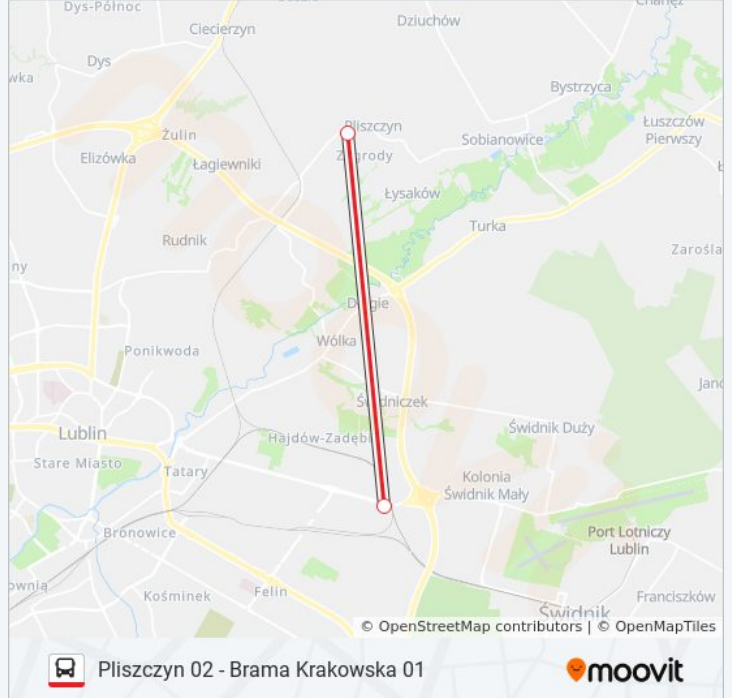 Dys-Północ
Dziuchów
Ciecierzyn
Dys
Bystrzyca
Pliszczyn
Łuszczów
Pierwszy
Żulin
Sobianowice
Elizówka
Zagrody
Łagiewniki
Łysaków
Turka
Rudnik
Długie
Wólka
Ponikwoda
Świdniczek
Świdnik Duży
Lublin
Hajdów-Zadębie
Stare Miasto
Tatary
Kolonia
Świdnik Mały
Bronowice
Port Lotniczy
Lublin
Felin
Kośminek
Franciszków
Świdnik
© OpenStreetMap contributors | © OpenMapTiles
Pliszczyn 02 - Brama Krakowska 01
moovit